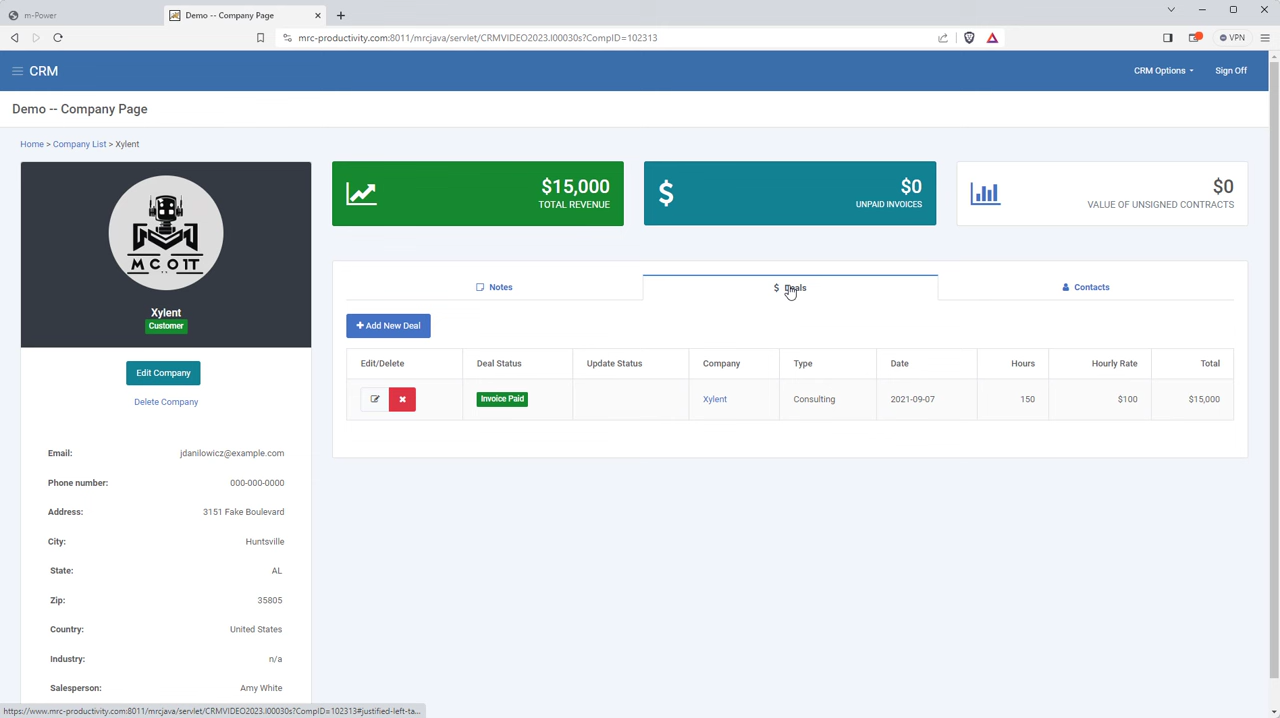 m-Power
Demo -- Company Page
mrc-productivity.com:8011/mrcjava/servlet/CRMVIDEO2023.I00030s?CompID=102313
VPN
CRM
CRM Options
Sign Off
Demo -- Company Page
Home > Company List > Xylent
MCOTT
Xylent
Customer
Edit Company
Delete Company
Email: jdanilowicz@example.com
Phone number: 000-000-0000
Address: 3151 Fake Boulevard
City: Huntsville
State: AL
Zip: 35805
Country: United States
Industry: n/a
Salesperson: Amy White
$15,000
TOTAL REVENUE
$0
UNPAID INVOICES
$0
VALUE OF UNSIGNED CONTRACTS
Notes
$ Deals
Contacts
+ Add New Deal
Edit/Delete Deal Status Update Status Company Type Date Hours Hourly Rate Total
Invoice Paid Xylent Consulting 2021-09-07 150 $100 $15,000
https://www.mrc-productivity.com:8011/mrcjava/servlet/CRMVIDEO2023.I00030s?CompID=102313#justified-left-ta...